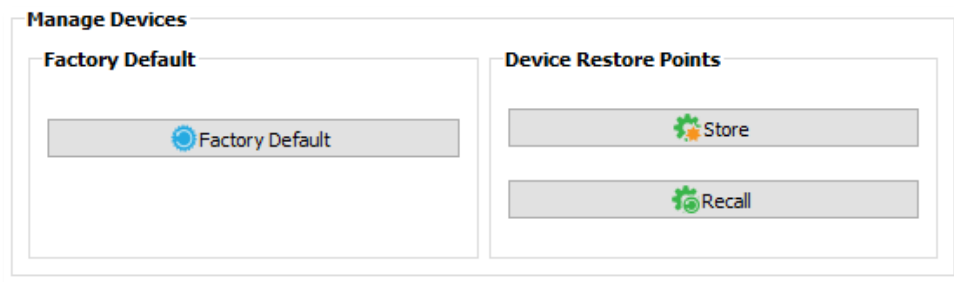 Manage Devices
Factory Default
Factory Default
Device Restore Points
Store
Recall